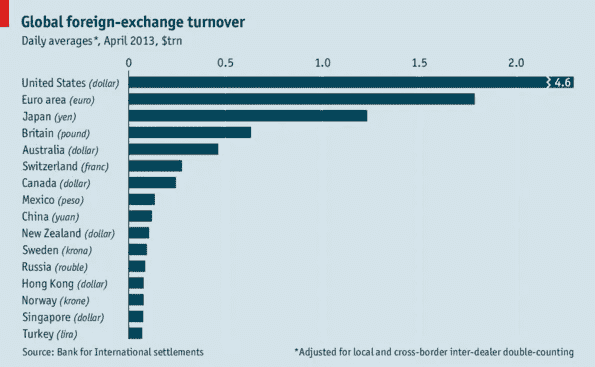 Global foreign-exchange turnover
Daily averages*, April 2013, $trn
0 0.5 1.0 1.5 2.0
United States (dollar) 4.6
Euro area (euro)
Japan (yen)
Britain (pound)
Australia (dollar)
Switzerland (franc)
Canada (dollar)
Mexico (peso)
China (yuan)
New Zealand (dollar)
Sweden (krona)
Russia (rouble)
Hong Kong (dollar)
Norway (krone)
Singapore (dollar)
Turkey (lira)
Source: Bank for International settlements *Adjusted for local and cross-border inter-dealer double-counting